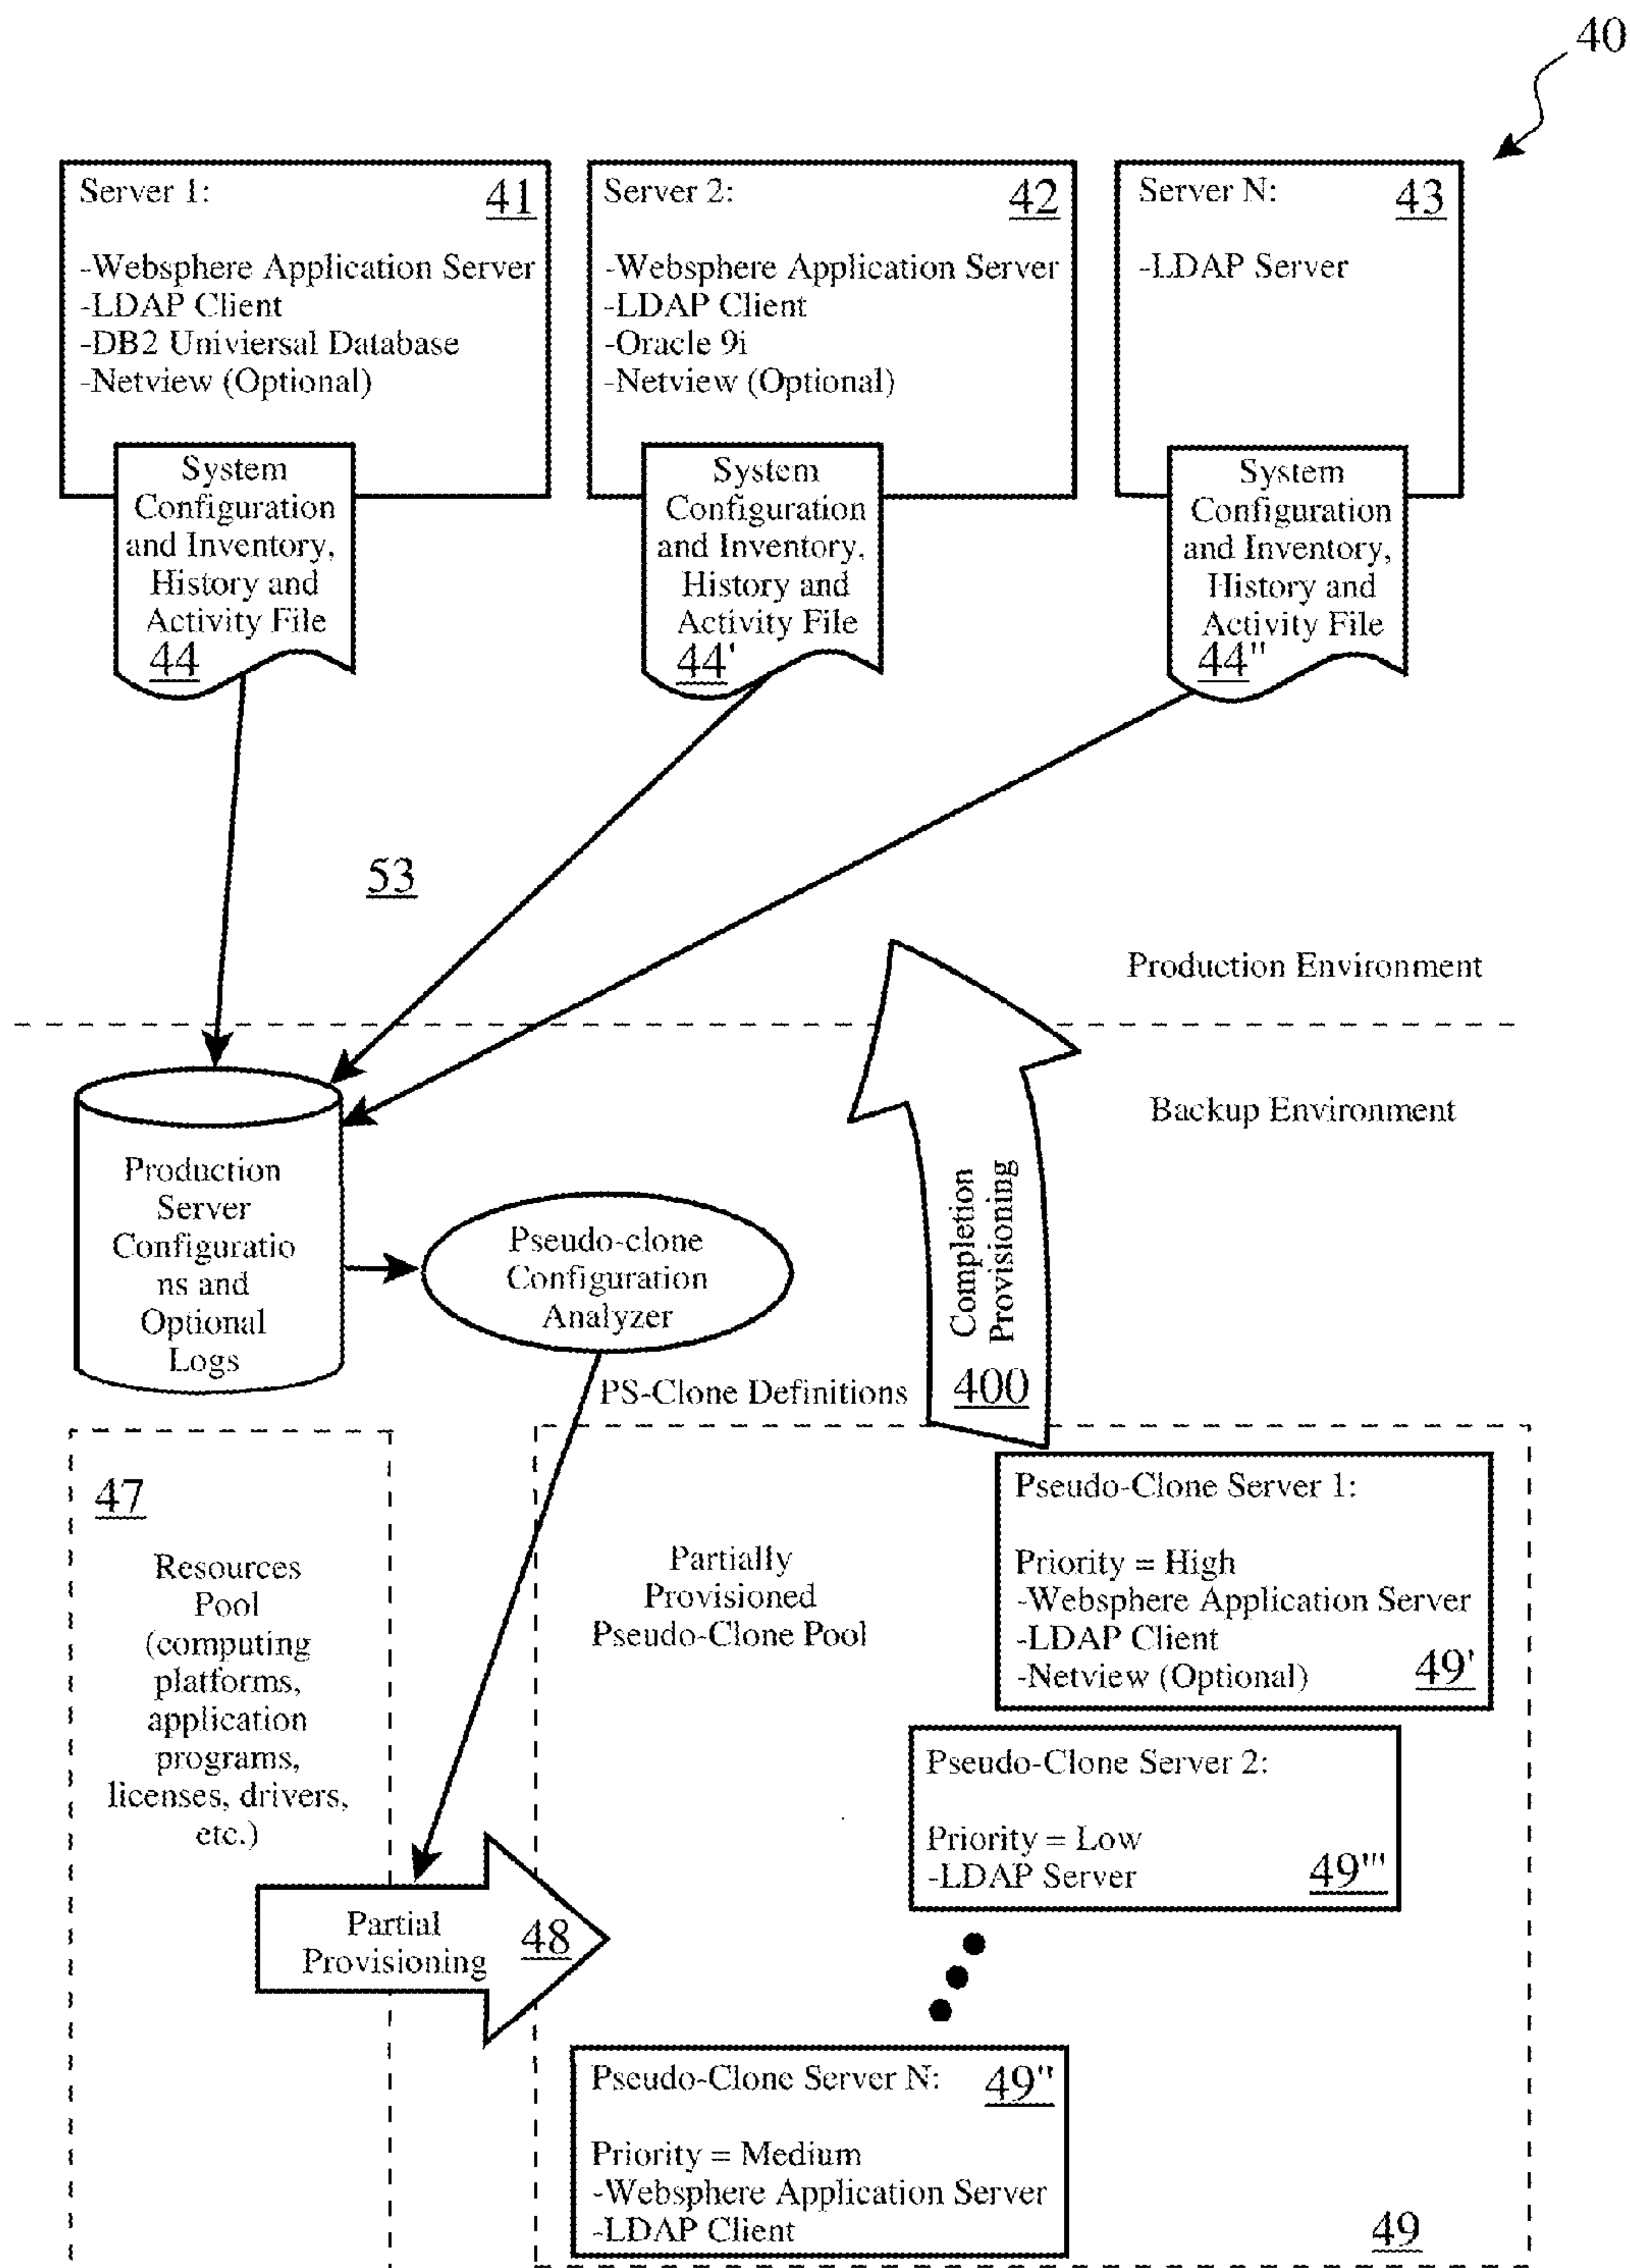 40
Server 1:
41
-Websphere Application Server
-LDAP Client
-DB2 Univiersal Database
-Netview (Optional)
Server 2:
42
-Websphere Application Server
-LDAP Client
-Oracle 9i
-Netview (Optional)
Server N:
43
-LDAP Server
System
Configuration
and Inventory,
History and
Activity File
44
System
Configuration
and Inventory,
History and
Activity File
44'
System
Configuration
and Inventory,
History and
Activity File
44"
53
Production Environment
Backup Environment
Production
Server
Configuratio
ns and
Optional
Logs
Pseudo-clone
Configuration
Analyzer
Completion
Provisioning
400
PS-Clone Definitions
47
Resources
Pool
(computing
platforms,
application
programs,
licenses, drivers,
etc.)
Partially
Provisioned
Pseudo-Clone Pool
Pseudo-Clone Server 1:
Priority = High
-Websphere Application Server
-LDAP Client
-Netview (Optional)
49'
Pseudo-Clone Server 2:
Priority = Low
-LDAP Server
49'''
Partial
Provisioning
48
Pseudo-Clone Server N:
49"
Priority = Medium
-Websphere Application Server
-LDAP Client
49